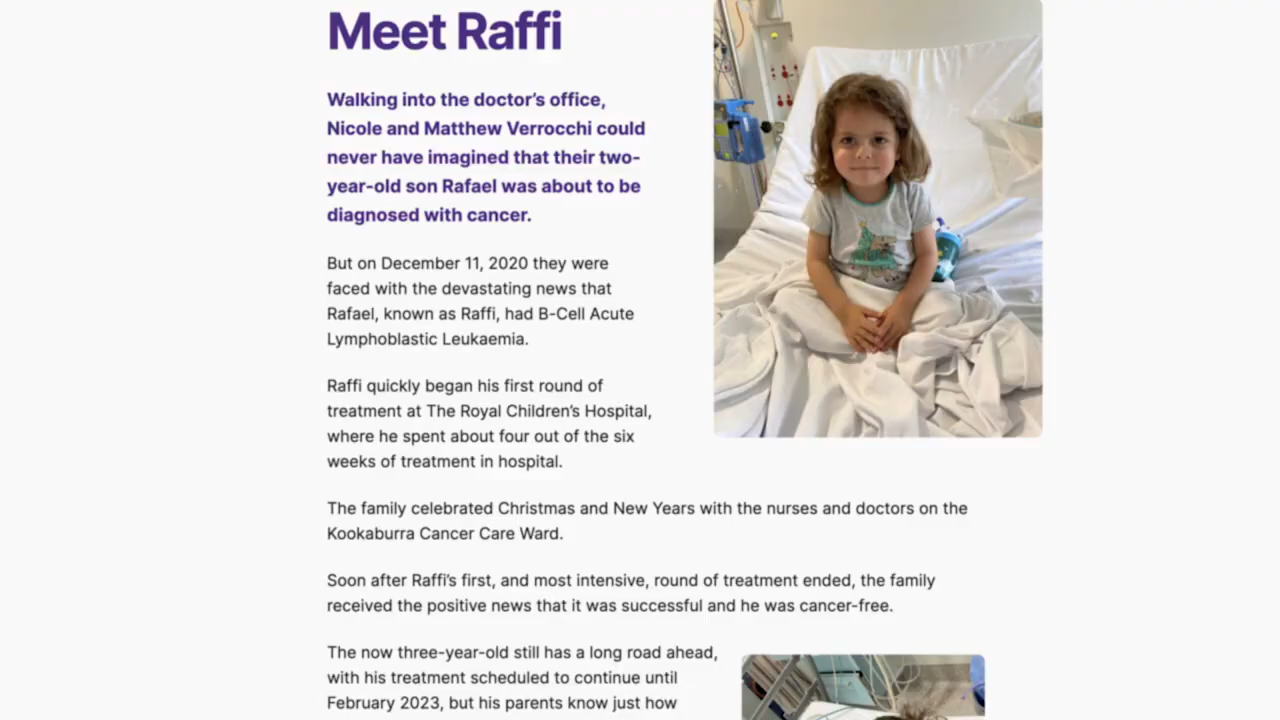 Meet Raffi
Walking into the doctor’s office,
Nicole and Matthew Verrocchi could
never have imagined that their two-
year-old son Rafael was about to be
diagnosed with cancer.
But on December 11, 2020 they were
faced with the devastating news that
Rafael, known as Raffi, had B-Cell Acute
Lymphoblastic Leukaemia.
Raffi quickly began his first round of
treatment at The Royal Children’s Hospital,
where he spent about four out of the six
weeks of treatment in hospital.
The family celebrated Christmas and New Years with the nurses and doctors on the
Kookaburra Cancer Care Ward.
Soon after Raffi’s first, and most intensive, round of treatment ended, the family
received the positive news that it was successful and he was cancer-free.
The now three-year-old still has a long road ahead,
with his treatment scheduled to continue until
February 2023, but his parents know just how